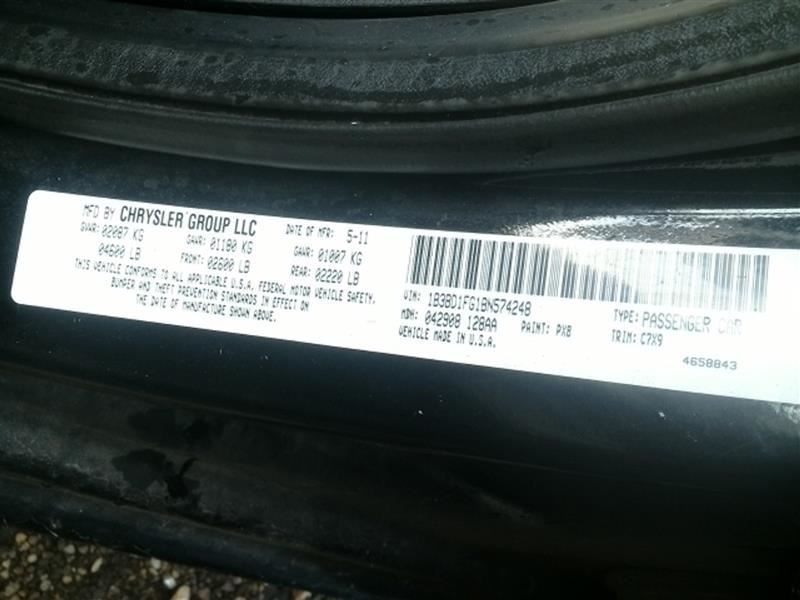 MFD BY CHRYSLER GROUP LLC DATE OF MFR: 5-11
GVWR: 02087 KG GAWR: 01180 KG GAWR: 01007 KG
04600 LB FRONT: 02600 LB REAR: 02220 LB
THIS VEHICLE CONFORMS TO ALL APPLICABLE U.S.A. FEDERAL MOTOR VEHICLE SAFETY,
BUMPER AND THEFT PREVENTION STANDARDS IN EFFECT ON
THE DATE OF MANUFACTURE SHOWN ABOVE.
VIN: 1B3BD1FG1BN574248 TYPE: PASSENGER CAR
MDH: 042908 128AA PAINT: PX8 TRIM: C7X9
VEHICLE MADE IN U.S.A.
4658843